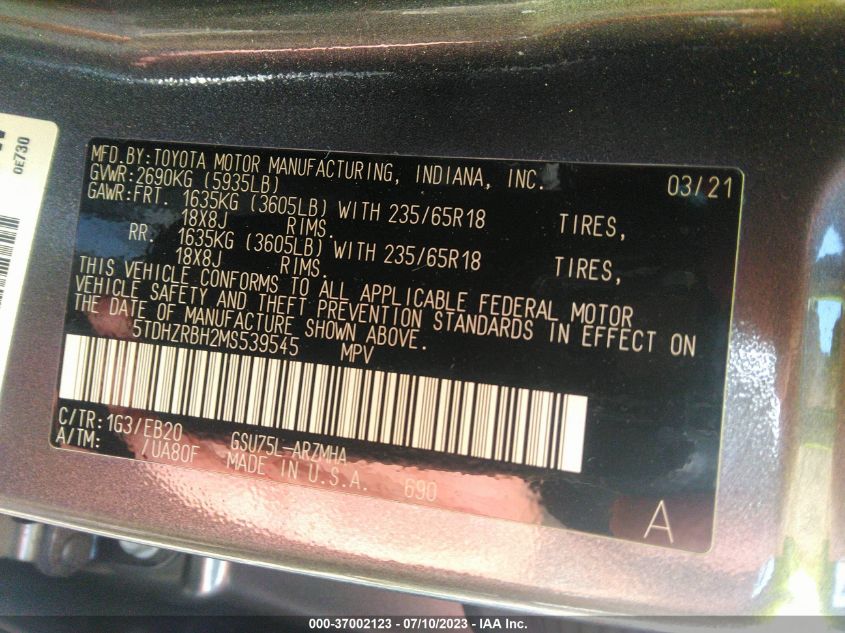 0E730
MFD.BY:TOYOTA MOTOR MANUFACTURING, INDIANA, INC. 03/21
GVWR:2690KG (5935LB)
GAWR:FRT. 1635KG (3605LB) WITH 235/65R18 TIRES,
18X8J RIMS.
RR. 1635KG (3605LB) WITH 235/65R18 TIRES,
18X8J RIMS.
THIS VEHICLE CONFORMS TO ALL APPLICABLE FEDERAL MOTOR
VEHICLE SAFETY AND THEFT PREVENTION STANDARDS IN EFFECT ON
THE DATE OF MANUFACTURE SHOWN ABOVE.
5TDHZRBH2MS539545 MPV
C/TR:1G3/EB20 GSU75L-ARZMHA
A/TM: /UA80F MADE IN U.S.A. 690
A
000-37002123 - 07/10/2023 - IAA Inc.